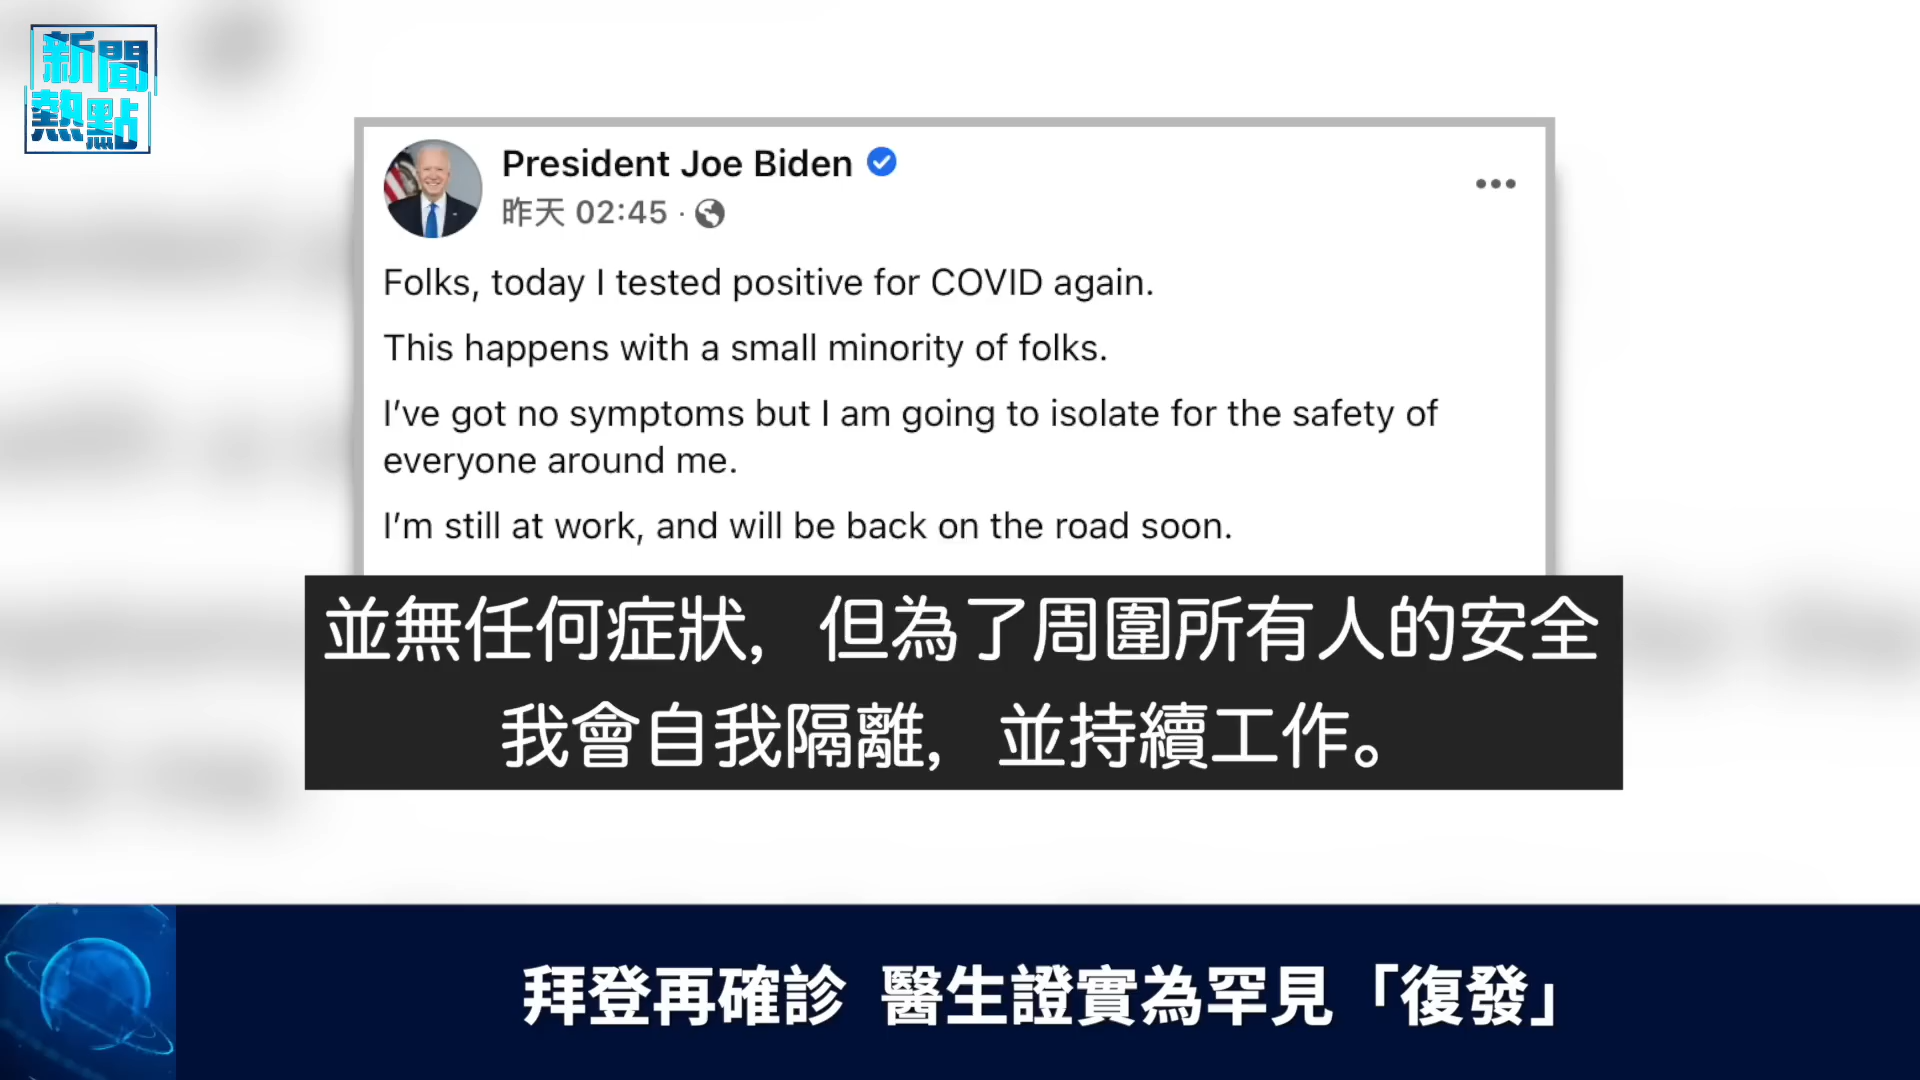 新聞
熱點
President Joe Biden
昨天 02:45 ·
Folks, today I tested positive for COVID again.
This happens with a small minority of folks.
I’ve got no symptoms but I am going to isolate for the safety of
everyone around me.
I’m still at work, and will be back on the road soon.
並無任何症狀, 但為了周圍所有人的安全
我會自我隔離, 並持續工作。
拜登再確診 醫生證實為罕見「復發」